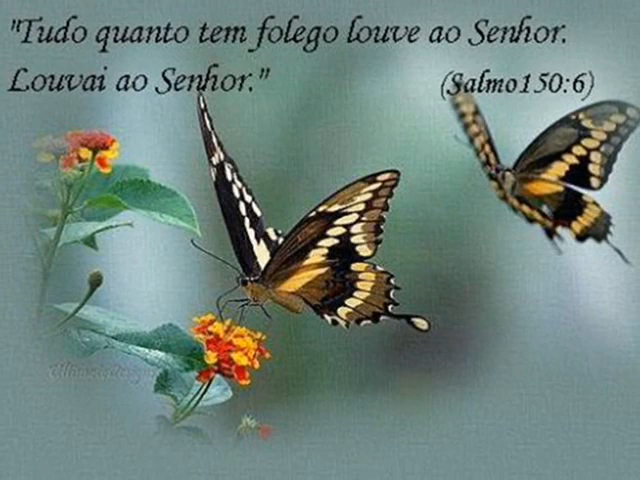 "Tudo quanto tem folego louve ao Senhor.
Louvai ao Senhor."
(Salmo150:6)